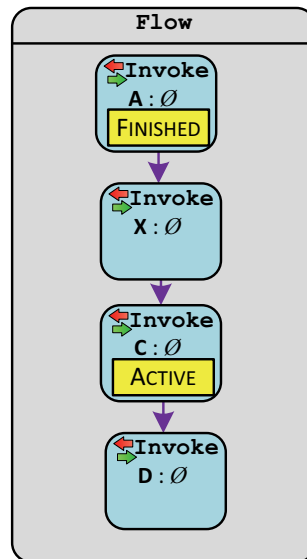 Flow
Invoke
A : Ø
FINISHED
Invoke
X : Ø
Invoke
C : Ø
ACTIVE
Invoke
D : Ø